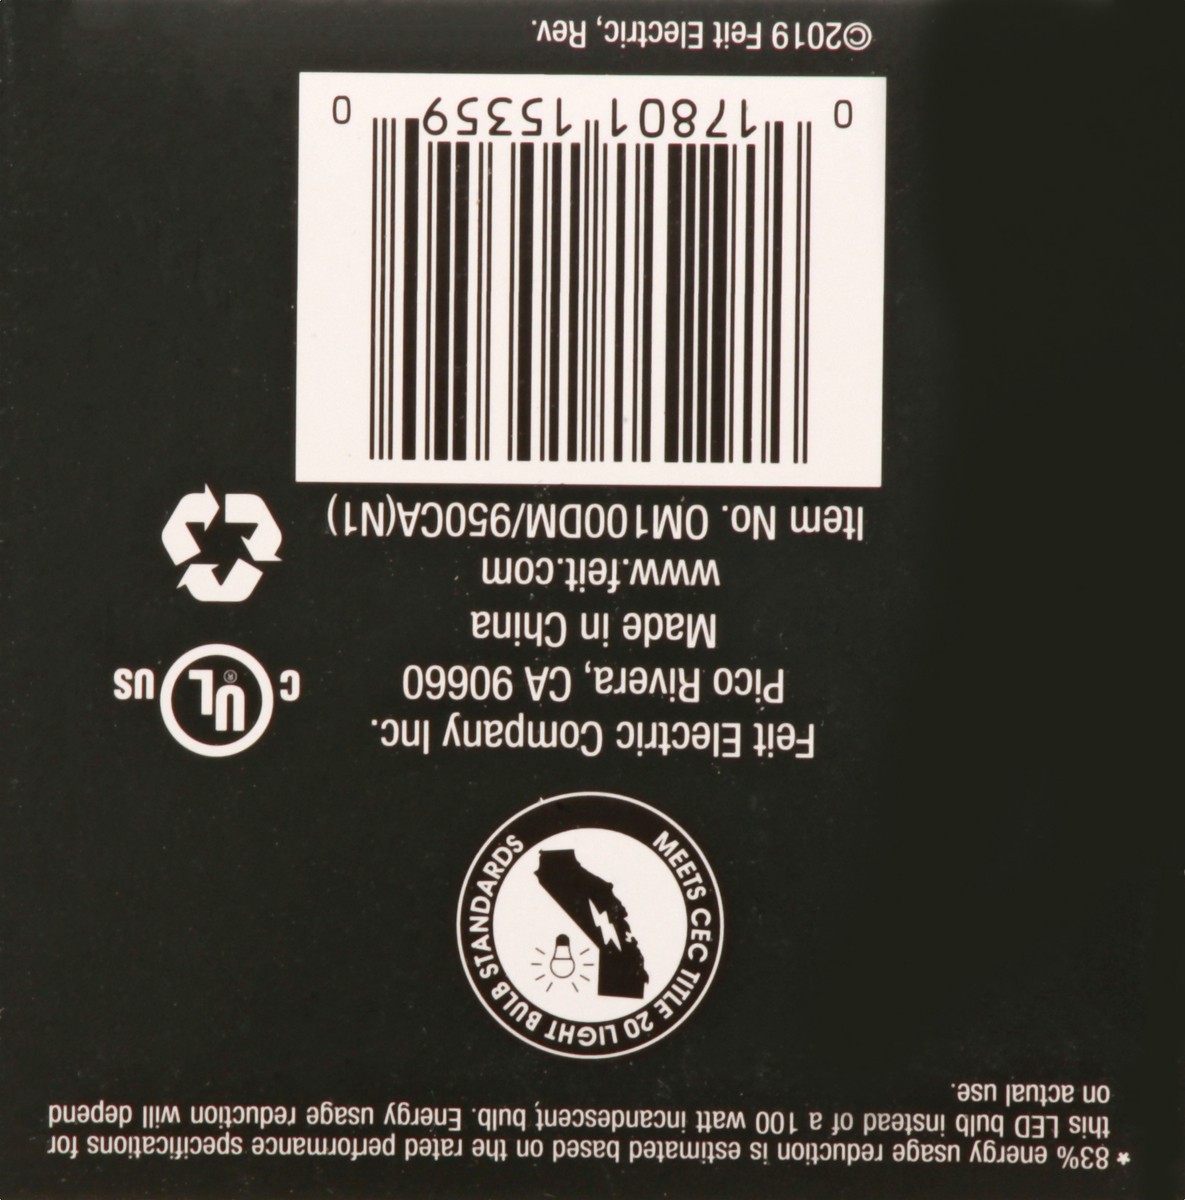 * 83% energy usage reduction is estimated based on the rated performance specifications for
this LED bulb instead of a 100 watt incandescent bulb. Energy usage reduction will depend
on actual use.
MEETS CEC TITLE 20 LIGHT BULB STANDARDS
Feit Electric Company Inc.
Pico Rivera, CA 90660
Made in China
www.feit.com
Item No. OM100DM/950CA(N1)
C UL® US
0 17801 15359 0
©2019 Feit Electric, Rev.